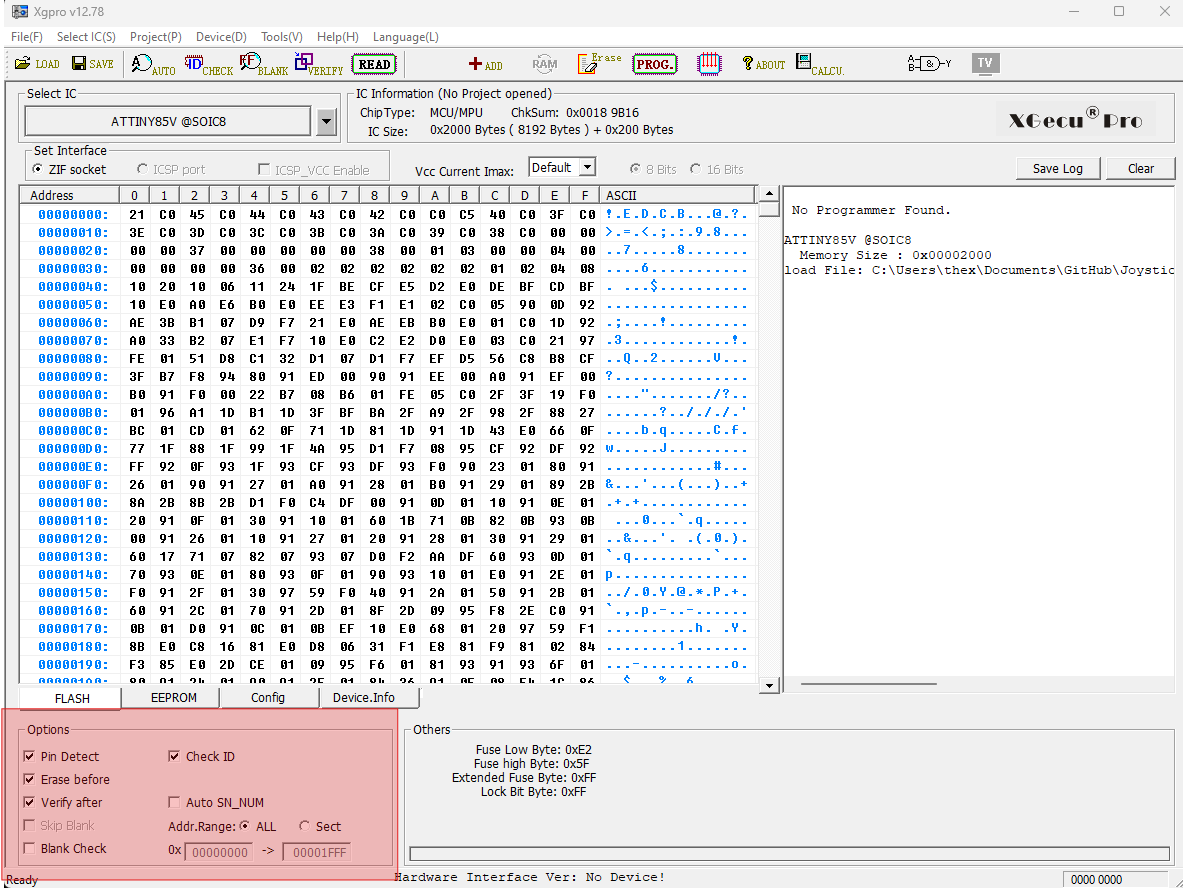 Xgpro v12.78
File(F) Select IC(S) Project(P) Device(D) Tools(V) Help(H) Language(L)
LOAD SAVE AUTO CHECK BLANK VERIFY READ ADD RAM Erase PROG. ABOUT CALCU. TV
Select IC
ATTINY85V @SOIC8
IC Information (No Project opened)
ChipType: MCU/MPU ChkSum: 0x0018 9B16
IC Size: 0x2000 Bytes ( 8192 Bytes ) + 0x200 Bytes
XGecu® Pro
Set Interface
ZIF socket ICSP port ICSP_VCC Enable
Vcc Current Imax: Default 8 Bits 16 Bits
Save Log Clear
Address 0 1 2 3 4 5 6 7 8 9 A B C D E F ASCII
00000000: 21 C0 45 C0 44 C0 43 C0 42 C0 C0 C5 40 C0 3F C0 !.E.D.C.B...@.?.
00000010: 3E C0 3D C0 3C C0 3B C0 3A C0 39 C0 38 C0 00 00 >.=.<.;.:.9.8...
00000020: 00 00 37 00 00 00 00 00 38 00 01 03 00 00 04 00 ..7.....8.......
00000030: 00 00 00 00 36 00 02 02 02 02 02 02 01 02 04 08 ....6...........
00000040: 10 20 10 06 11 24 1F BE CF E5 D2 E0 DE BF CD BF . ...$..........
00000050: 10 E0 A0 E6 B0 E0 EE E3 F1 E1 02 C0 05 90 0D 92 ................
00000060: AE 3B B1 07 D9 F7 21 E0 AE EB B0 E0 01 C0 1D 92 .;....!.........
00000070: A0 33 B2 07 E1 F7 10 E0 C2 E2 D0 E0 03 C0 21 97 .3............!.
00000080: FE 01 51 D8 C1 32 D1 07 D1 F7 EF D5 56 C8 B8 CF ..Q..2......V...
00000090: 3F B7 F8 94 80 91 ED 00 90 91 EE 00 A0 91 EF 00 ?...............
000000A0: B0 91 F0 00 22 B7 08 B6 01 FE 05 C0 2F 3F 19 F0 ...."......./?..
000000B0: 01 96 A1 1D B1 1D 3F BF BA 2F A9 2F 98 2F 88 27 ......?../././.'
000000C0: BC 01 CD 01 62 0F 71 1D 81 1D 91 1D 43 E0 66 0F ....b.q.....C.f.
000000D0: 77 1F 88 1F 99 1F 4A 95 D1 F7 08 95 CF 92 DF 92 w.....J.........
000000E0: FF 92 0F 93 1F 93 CF 93 DF 93 F0 90 23 01 80 91 ............#...
000000F0: 26 01 90 91 27 01 A0 91 28 01 B0 91 29 01 89 2B &...'...(...)..+
00000100: 8A 2B 8B 2B D1 F0 C4 DF 00 91 0D 01 10 91 0E 01 .+.+............
00000110: 20 91 0F 01 30 91 10 01 60 1B 71 0B 82 0B 93 0B  ...0...`.q.....
00000120: 00 91 26 01 10 91 27 01 20 91 28 01 30 91 29 01 ..&...'. .(.0.).
00000130: 60 17 71 07 82 07 93 07 D0 F2 AA DF 60 93 0D 01 `.q.........`...
00000140: 70 93 0E 01 80 93 0F 01 90 93 10 01 E0 91 2E 01 p...............
00000150: F0 91 2F 01 30 97 59 F0 40 91 2A 01 50 91 2B 01 ../.0.Y.@.*.P.+.
00000160: 60 91 2C 01 70 91 2D 01 8F 2D 09 95 F8 2E C0 91 `.,.p.-..-......
00000170: 0B 01 D0 91 0C 01 0B EF 10 E0 68 01 20 97 59 F1 ..........h. .Y.
00000180: 8B E0 C8 16 81 E0 D8 06 31 F1 E8 81 F9 81 02 84 ........1.......
00000190: F3 85 E0 2D CE 01 09 95 F6 01 81 93 91 93 6F 01 ...-..........o.
No Programmer Found.
ATTINY85V @SOIC8
Memory Size : 0x00002000
load File: C:\Users\thex\Documents\GitHub\Joystic
FLASH EEPROM Config Device.Info
Options
Pin Detect Check ID
Erase before
Verify after Auto SN_NUM
Skip Blank Addr.Range: ALL Sect
Blank Check 0x 00000000 -> 00001FFF
Others
Fuse Low Byte: 0xE2
Fuse high Byte: 0x5F
Extended Fuse Byte: 0xFF
Lock Bit Byte: 0xFF
Ready Hardware Interface Ver: No Device! 0000 0000